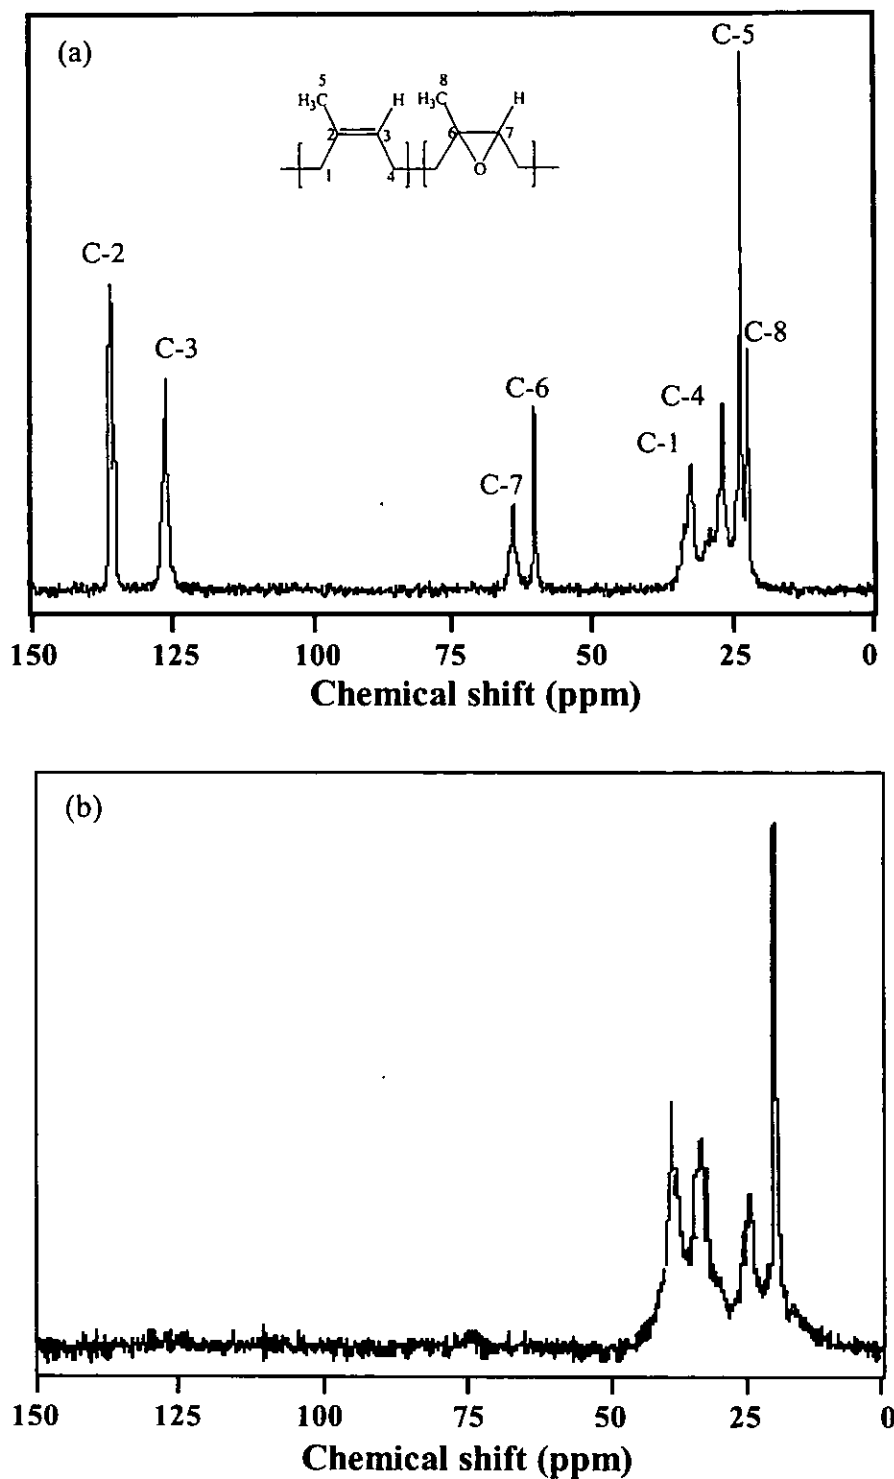 (a)
C-5
5
H₃C
H
8
H₃C
H
2
3
6
7
O
1
4
C-2
C-3
C-8
C-6
C-4
C-1
C-7
150 125 100 75 50 25 0
Chemical shift (ppm)
(b)
150 125 100 75 50 25 0
Chemical shift (ppm)